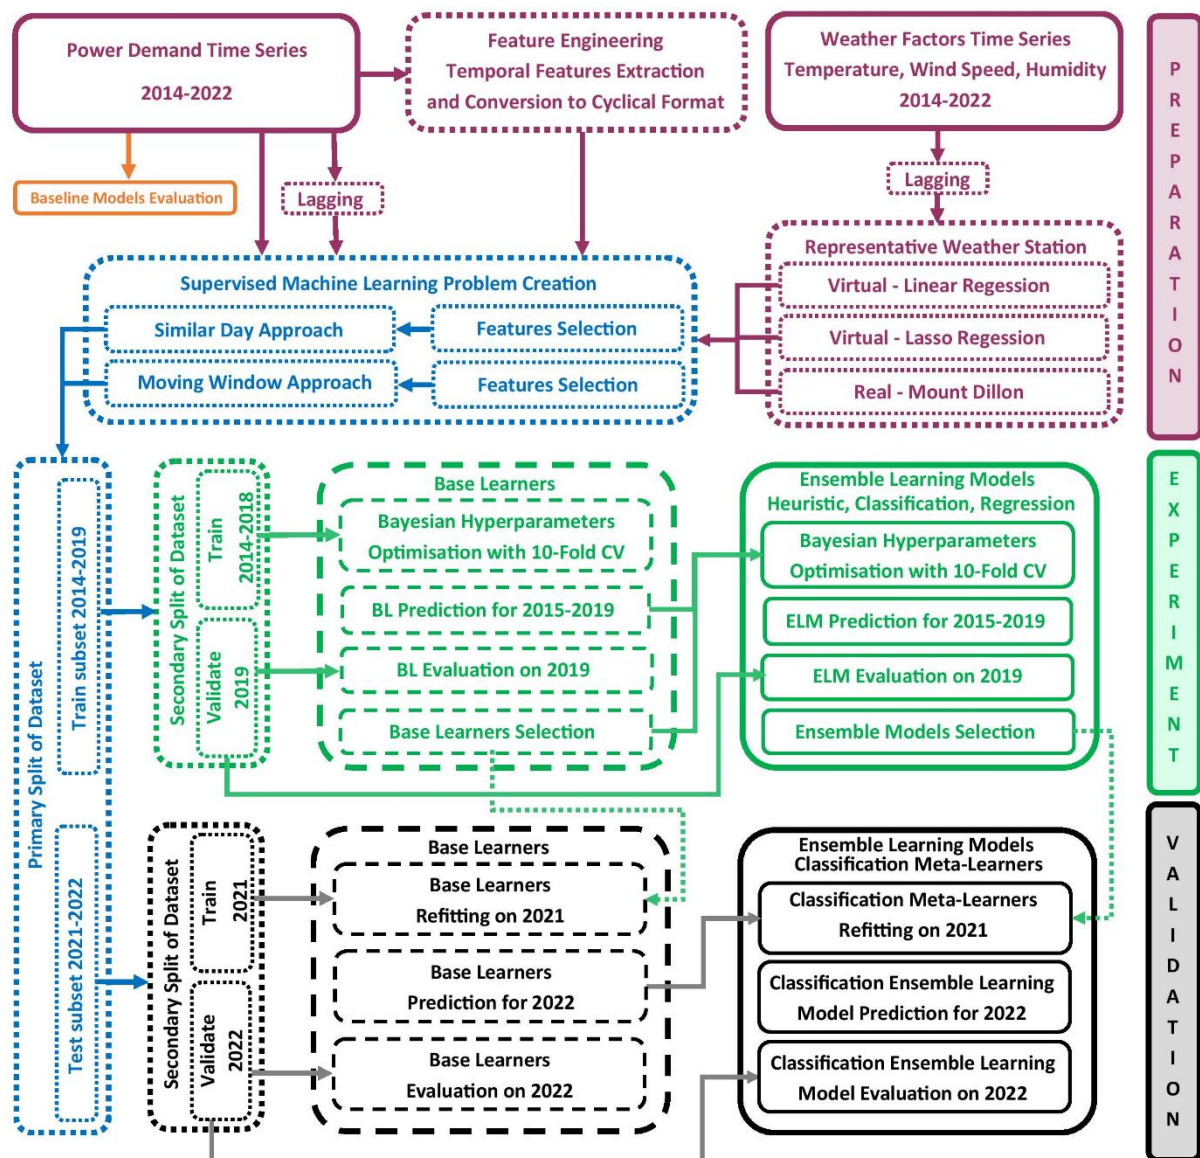 Power Demand Time Series
2014-2022
Feature Engineering
Temporal Features Extraction
and Conversion to Cyclical Format
Weather Factors Time Series
Temperature, Wind Speed, Humidity
2014-2022
PREPARATION
Baseline Models Evaluation
Lagging
Lagging
Supervised Machine Learning Problem Creation
Similar Day Approach
Features Selection
Moving Window Approach
Features Selection
Representative Weather Station
Virtual - Linear Regression
Virtual - Lasso Regression
Real - Mount Dillon
Primary Split of Dataset
Train subset 2014-2019
Test subset 2021-2022
Secondary Split of Dataset
Train
2014-2018
Validate
2019
Base Learners
Bayesian Hyperparameters
Optimisation with 10-Fold CV
BL Prediction for 2015-2019
BL Evaluation on 2019
Base Learners Selection
Ensemble Learning Models
Heuristic, Classification, Regression
Bayesian Hyperparameters
Optimisation with 10-Fold CV
ELM Prediction for 2015-2019
ELM Evaluation on 2019
Ensemble Models Selection
EXPERIMENT
Secondary Split of Dataset
Train
2021
Validate
2022
Base Learners
Base Learners
Refitting on 2021
Base Learners
Prediction for 2022
Base Learners
Evaluation on 2022
Ensemble Learning Models
Classification Meta-Learners
Classification Meta-Learners
Refitting on 2021
Classification Ensemble Learning
Model Prediction for 2022
Classification Ensemble Learning
Model Evaluation on 2022
VALIDATION